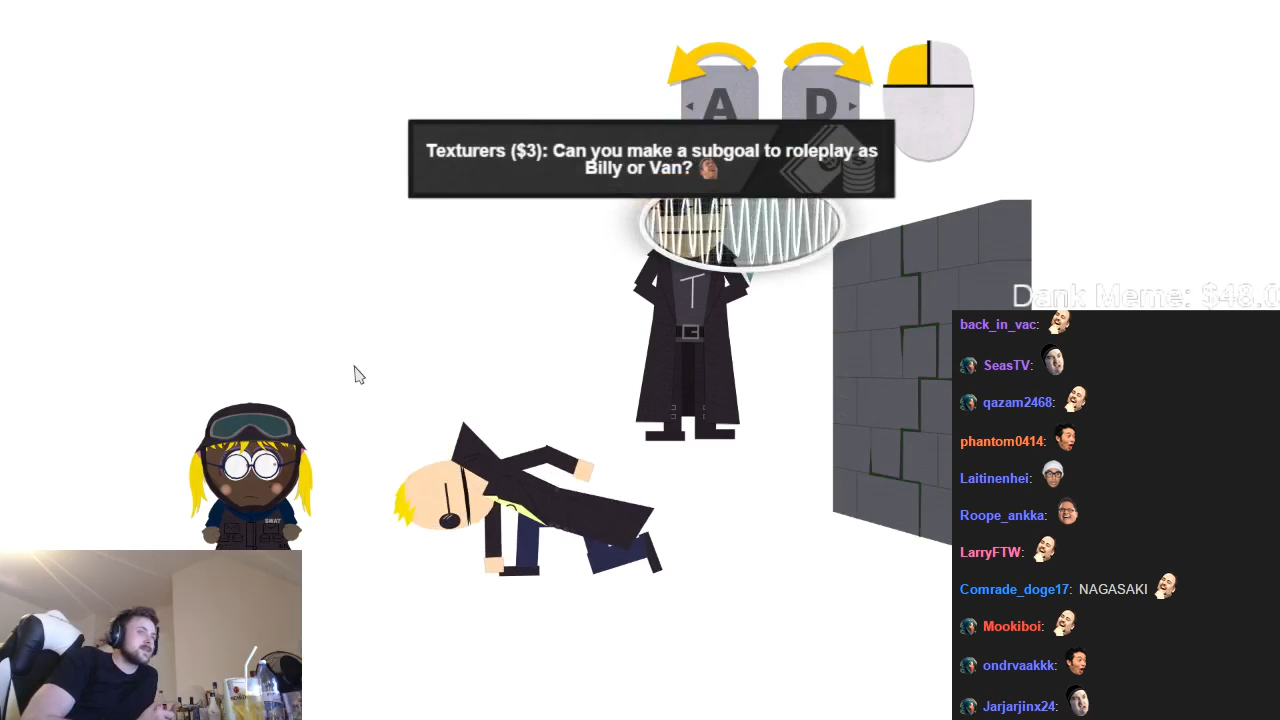 A
D
Texturers ($3): Can you make a subgoal to roleplay as
Billy or Van?
T
Dank Meme: $48.0
back_in_vac:
SeasTV:
qazam2468:
phantom0414:
Laitinenhei:
Roope_ankka:
LarryFTW:
Comrade_doge17: NAGASAKI
Mookiboi:
ondrvaakkk:
Jarjarjinx24:
SWAT